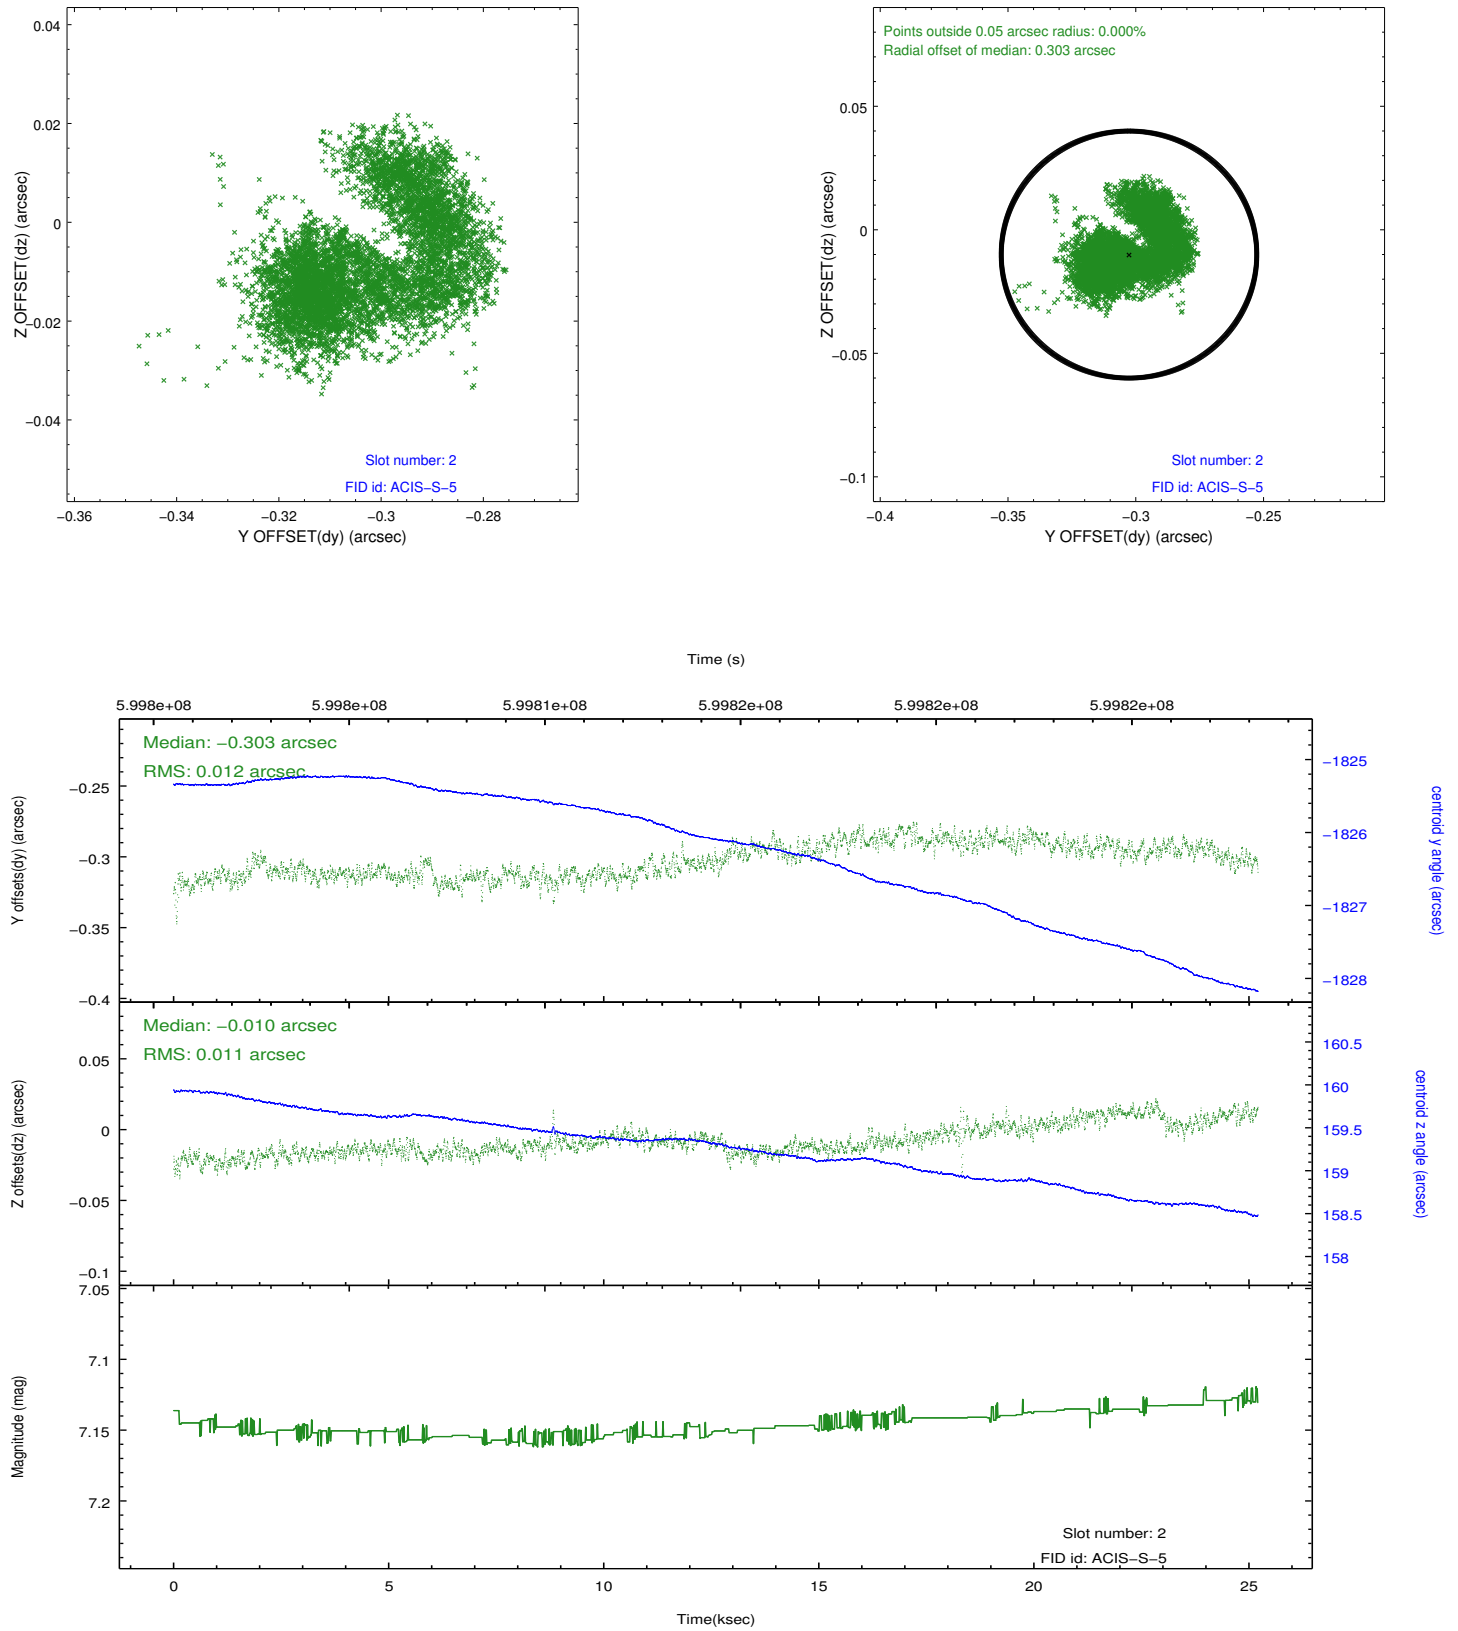 0.04
0.02
0
−0.02
−0.04
−0.36
−0.34
−0.32
−0.3
−0.28
Z OFFSET(dz) (arcsec)
Y OFFSET(dy) (arcsec)
Slot number: 2
FID id: ACIS−S−5
Points outside 0.05 arcsec radius: 0.000%
Radial offset of median: 0.303 arcsec
0.05
0
−0.05
−0.1
−0.4
−0.35
−0.3
−0.25
Z OFFSET(dz) (arcsec)
Y OFFSET(dy) (arcsec)
Slot number: 2
FID id: ACIS−S−5
Time (s)
5.998e+08
5.998e+08
5.9981e+08
5.9982e+08
5.9982e+08
5.9982e+08
Median: −0.303 arcsec
RMS: 0.012 arcsec
−0.25
−0.3
−0.35
−0.4
Y offsets(dy) (arcsec)
−1825
−1826
−1827
−1828
centroid y angle (arcsec)
Median: −0.010 arcsec
RMS: 0.011 arcsec
0.05
0
−0.05
−0.1
Z offsets(dz) (arcsec)
160.5
160
159.5
159
158.5
158
centroid z angle (arcsec)
7.05
7.1
7.15
7.2
Magnitude (mag)
Slot number: 2
FID id: ACIS−S−5
0
5
10
15
20
25
Time(ksec)